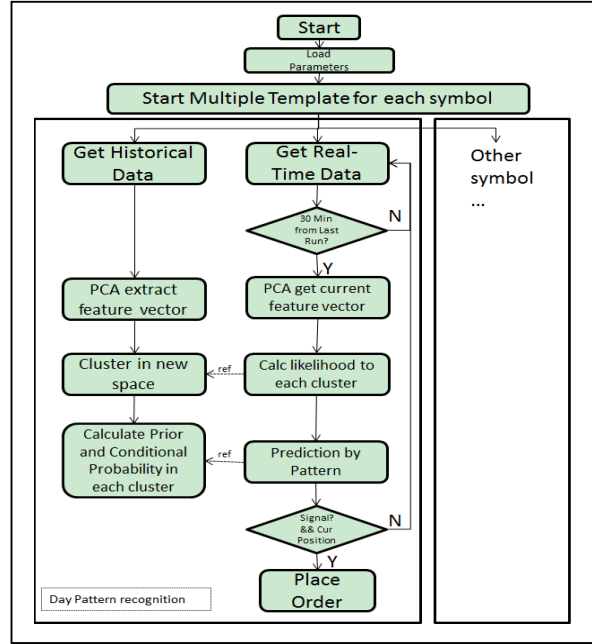 Start
Load
Parameters
Start Multiple Template for each symbol
Get Historical
Data
Get Real-
Time Data
Other
symbol
...
30 Min
from Last
Run?
N
Y
PCA extract
feature vector
PCA get current
feature vector
Cluster in new
space
ref
Calc likelihood to
each cluster
Calculate Prior
and Conditional
Probability in
each cluster
ref
Prediction by
Pattern
Signal?
&& Cur
Position
N
Y
Place
Order
Day Pattern recognition